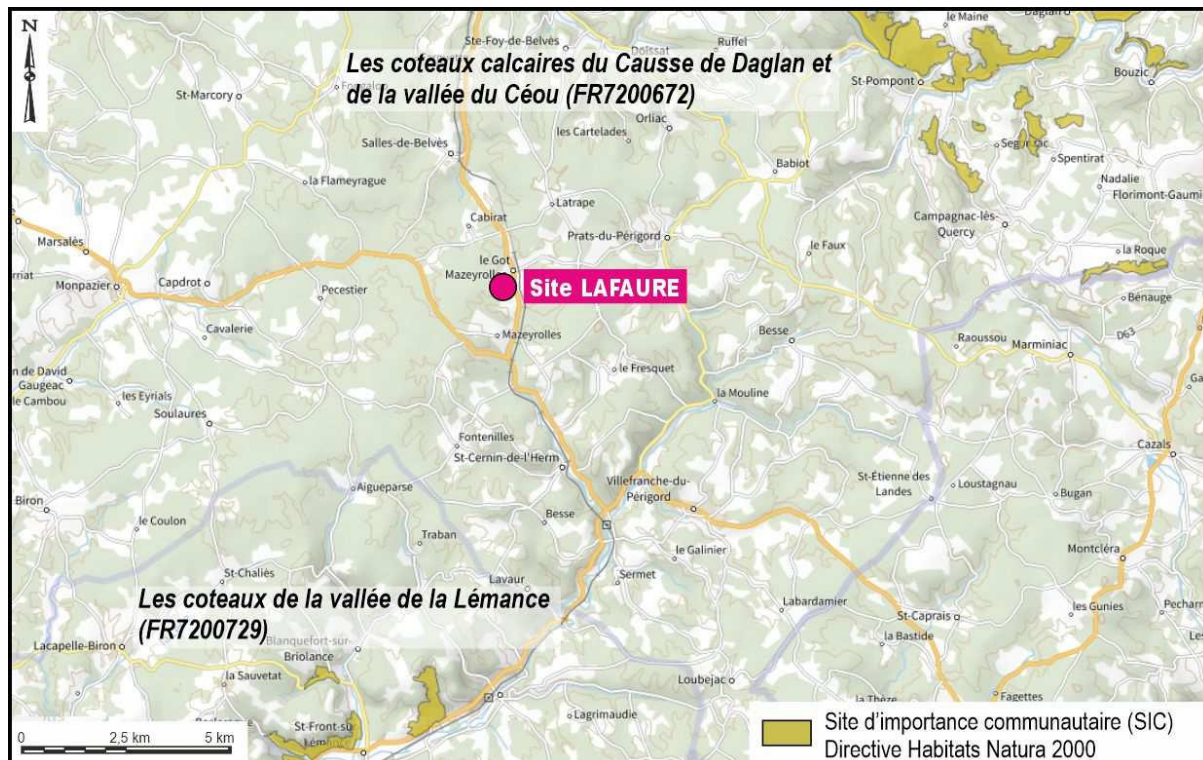 N
le Maine
Daglan
Ste-Foy-de-Belvès
Doissat
Ruffel
Les coteaux calcaires du Causse de Daglan et
de la vallée du Céou (FR7200672)
St-Pompont
Bouzic
St-Marcory
Orliac
les Cartelades
Salles-de-Belvès
Babiot
Spentirat
la Flameyrague
Nadalie
Florimont-Gaumi
Latrape
Cabirat
Campagnac-lès-
Quercy
Prats-du-Périgord
Marsalès
le Faux
la Roque
le Got
Mazeyrolles
Site LAFAURE
Capdrot
Monpazier
Pecestier
Bénauge
Cavalerie
Mazeyrolles
Besse
D63
Raoussou
Marminiac
n de David
Gaugeac
le Cambou
le Fresquet
les Eyrials
la Mouline
Soulaures
Fontenilles
Cazals
St-Cernin-de-l'Herm
Villefranche-du-
Périgord
St-Étienne des
Landes
Loustagnau
Bugan
Aigueparse
Biron
le Coulon
Besse
Traban
le Galinier
Montcléra
St-Chaliès
Lavaur
Sermet
Les coteaux de la vallée de la Lémance
(FR7200729)
Labardamier
St-Caprais
les Gunies
Pechar
Lacapelle-Biron
Blanquefort-sur-
Briolance
la Bastide
la Sauvetat
Loubejac
la Thèze
Fagettes
Lagrimaudie
St-Front-su
Lémance
0 2,5 km 5 km
Site d'importance communautaire (SIC)
Directive Habitats Natura 2000